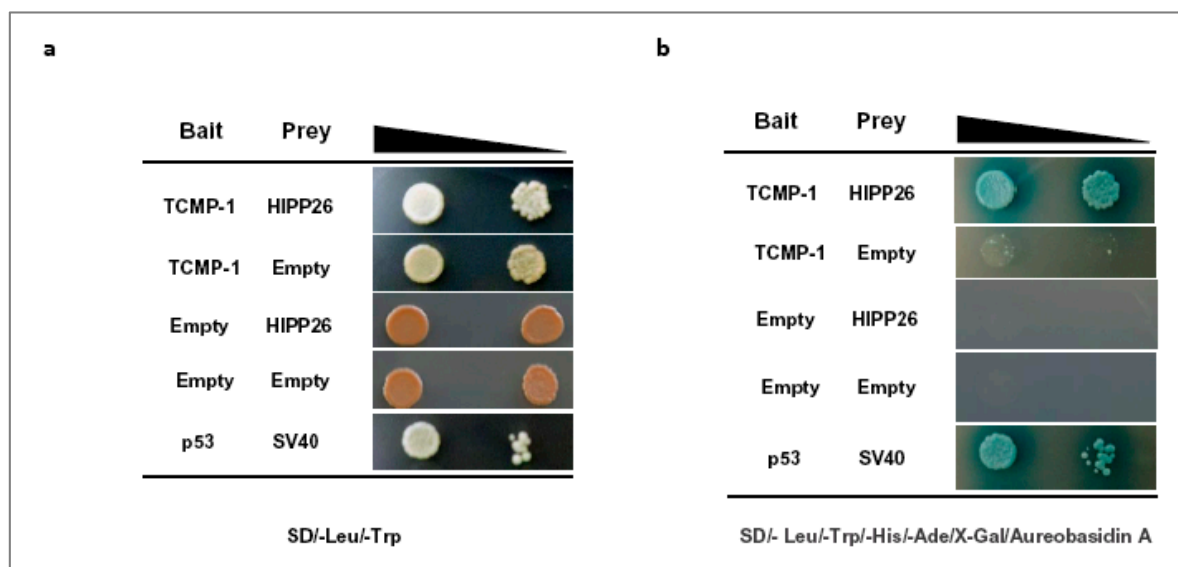 a
Bait Prey
TCMP-1 HIPP26
TCMP-1 Empty
Empty HIPP26
Empty Empty
p53 SV40
SD/-Leu/-Trp
b
Bait Prey
TCMP-1 HIPP26
TCMP-1 Empty
Empty HIPP26
Empty Empty
p53 SV40
SD/- Leu/-Trp/-His/-Ade/X-Gal/Aureobasidin A